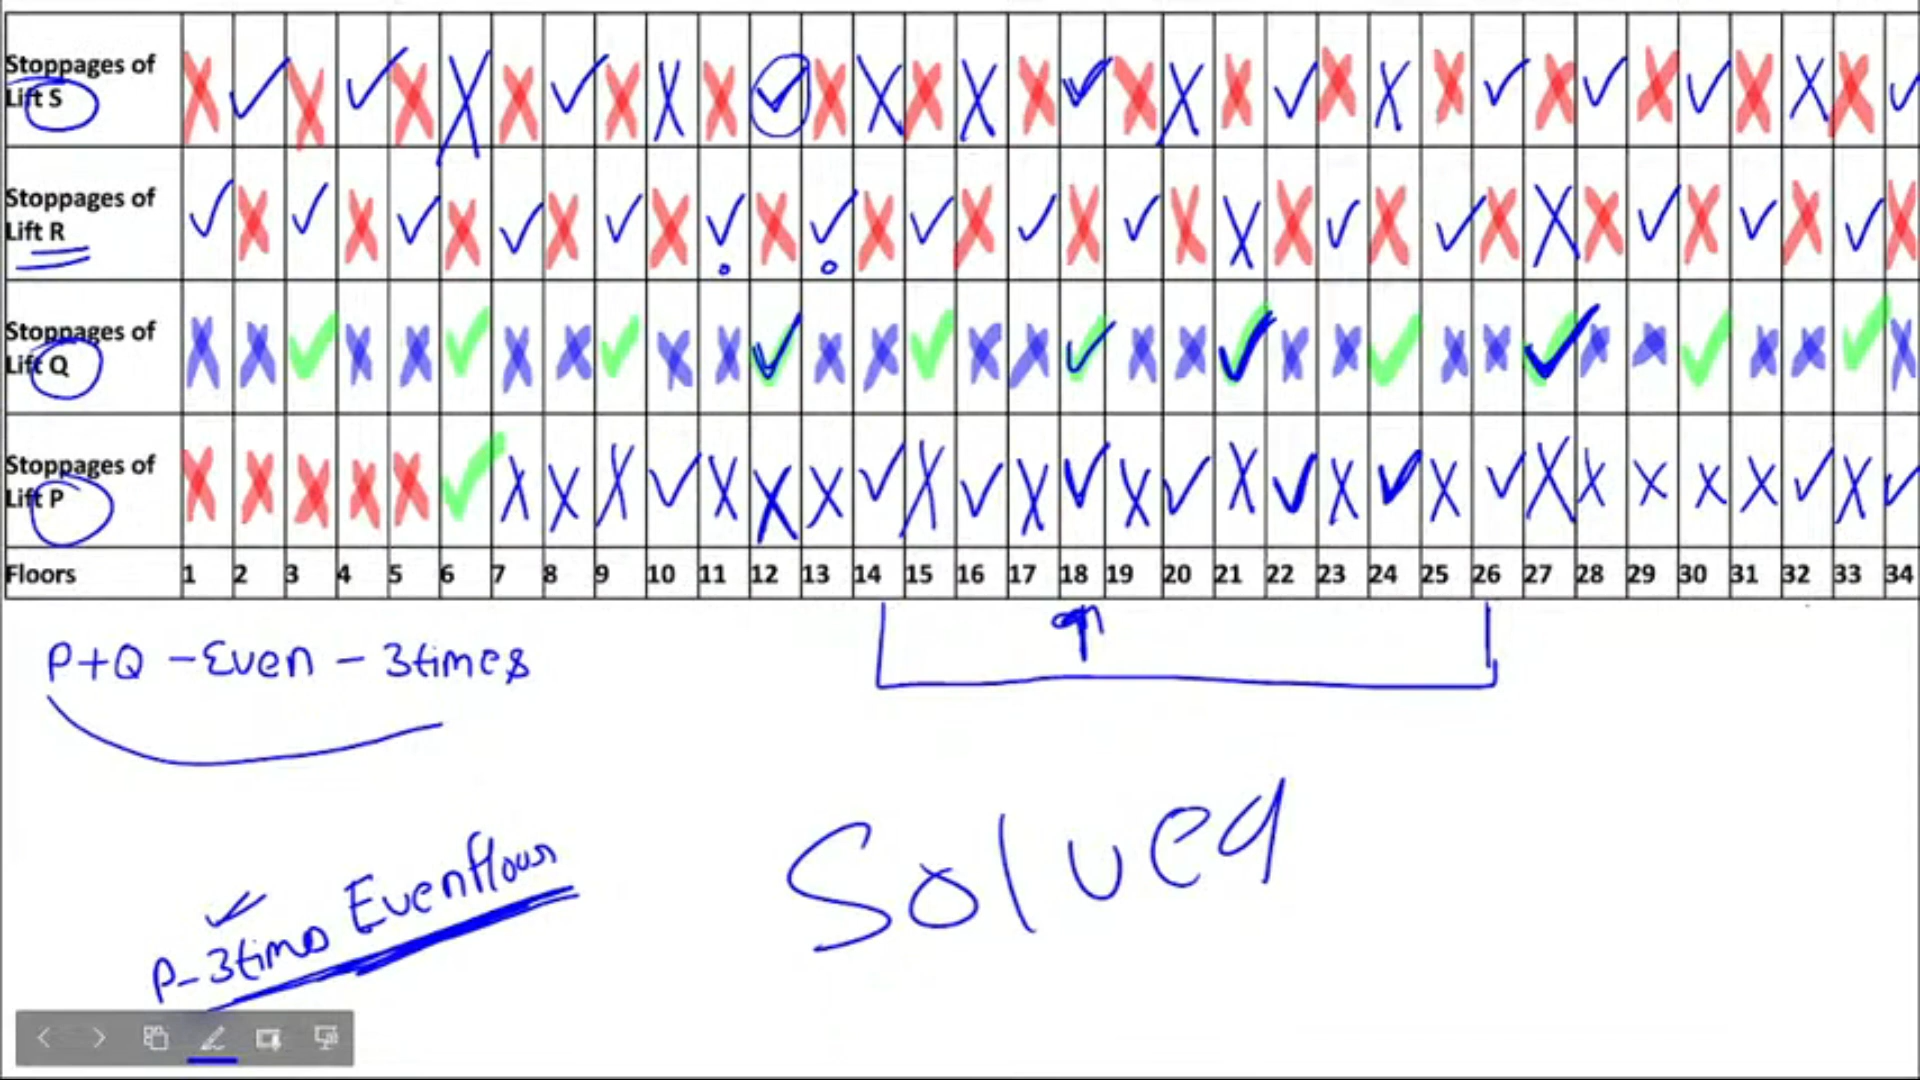 Stoppages of
Lift S
Stoppages of
Lift R
Stoppages of
Lift Q
Stoppages of
Lift P
Floors 1 2 3 4 5 6 7 8 9 10 11 12 13 14 15 16 17 18 19 20 21 22 23 24 25 26 27 28 29 30 31 32 33 34
P+Q - Even - 3times
Solved
P-3times Evenfloor